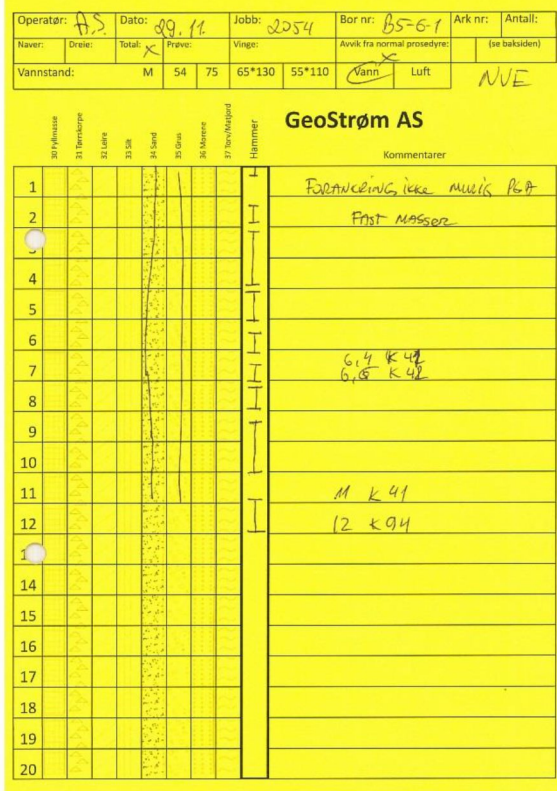 Operatør: A.S. Dato: 29.11. Jobb: 2054 Bor nr: B5-6-1 Ark nr: Antall:
Naver: Dreie: Total: X Prøve: Vinge: Avvik fra normal prosedyre: X (se baksiden)
Vannstand: M 54 75 65*130 55*110 Vann Luft NVE
30 Fyllmasse 31 Tørrskorpe 32 Leire 33 Silt 34 Sand 35 Grus 36 Morene 37 Torv/Matjord Hammer
GeoStrøm AS
Kommentarer
1 FORANKRING ikke mulig PGA
2 FAST MASSER
4
5
6
6,4 K 42
7 6,5 K 42
8
9
10
11 11 K 41
12 12 K 94
14
15
16
17
18
19
20